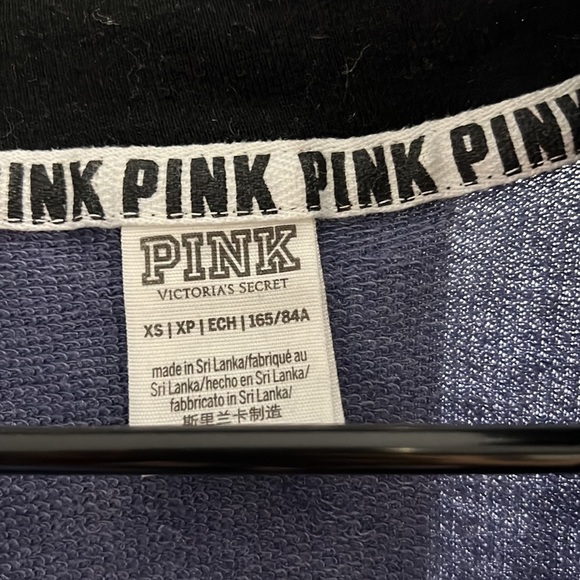 PINK PINK PINK PINK
PINK
VICTORIA'S SECRET
XS | XP | ECH | 165/84A
made in Sri Lanka/fabriqué au
Sri Lanka/hecho en Sri Lanka/
fabbricato in Sri Lanka/
斯里兰卡制造